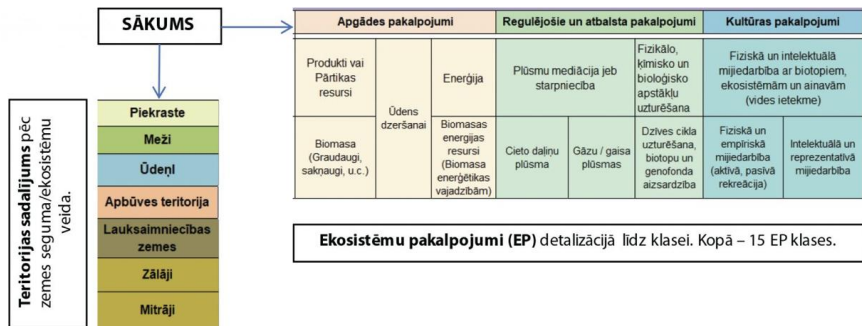 SĀKUMS
Teritorijas sadalījums pēc
zemes seguma/ekosistēmu
veida.
Piekraste
Meži
Ūdeņl
Apbūves teritorija
Lauksaimniecības
zemes
Zālāji
Mitrāji
Apgādes pakalpojumi
Regulējošie un atbalsta pakalpojumi
Kultūras pakalpojumi
Produkti vai
Pārtikas
resursi
Ūdens
dzeršanai
Enerģija
Plūsmu mediācija jeb
starpniecība
Fizikālo,
ķīmisko un
bioloģisko
apstākļu
uzturēšana
Fiziskā un intelektuālā
mijiedarbība ar biotopiem,
ekosistēmām un ainavām
(vides ietekme)
Biomasa
(Graudaugi,
sakņaugi, u.c.)
Biomasas
enerģijas
resursi
(Biomasa
enerģētikas
vajadzībām)
Cieto daļiņu
plūsma
Gāzu / gaisa
plūsmas
Dzīves cikla
uzturēšana,
biotopu un
genofonda
aizsardzība
Fiziskā un
empīriskā
mijiedarbība
(aktīvā, pasīvā
rekreācija)
Intelektuālā un
reprezentatīvā
mijiedarbība
Ekosistēmu pakalpojumi (EP) detalizācijā līdz klasei. Kopā – 15 EP klases.